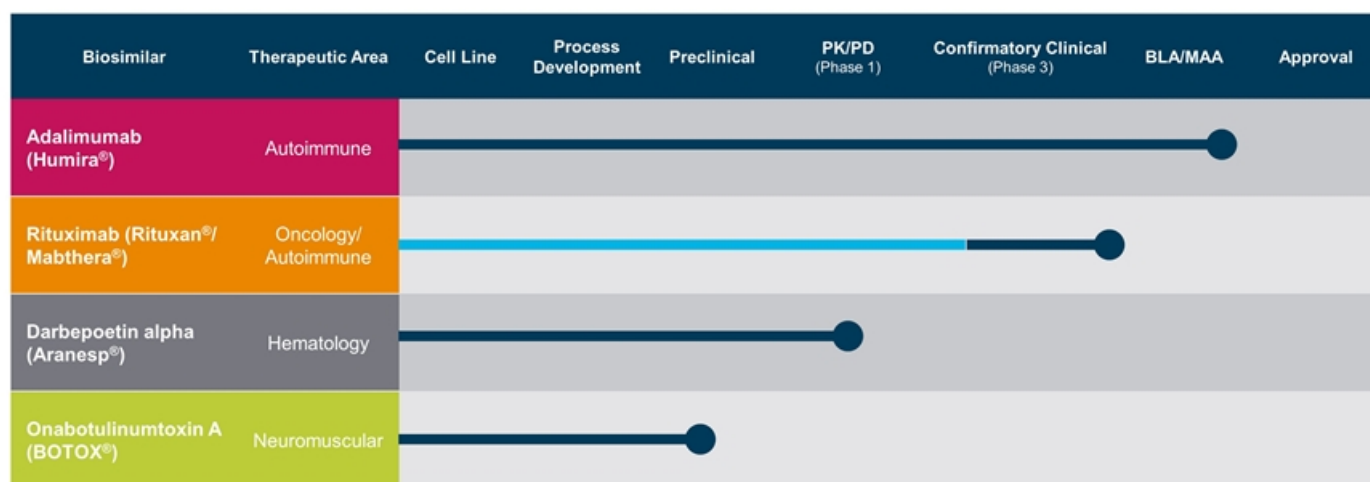 Biosimilar
Therapeutic Area
Cell Line
Process
Development
Preclinical
PK/PD
(Phase 1)
Confirmatory Clinical
(Phase 3)
BLA/MAA
Approval
Adalimumab
(Humira®)
Autoimmune
Rituximab (Rituxan®/
Mabthera®)
Oncology/
Autoimmune
Darbepoetin alpha
(Aranesp®)
Hematology
Onabotulinumtoxin A
(BOTOX®)
Neuromuscular